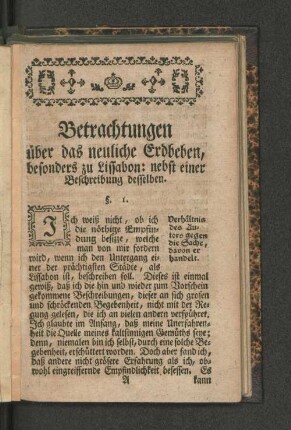 Betrachtungen
über das neuliche Erdbeben,
besonders zu Lissabon: nebst einer
Beschreibung desselben.
§. 1.
Ich weiß nicht, ob ich
die nöthige Empfin-
dung besitze, welche
man von mir fordern
wird, wenn ich den Untergang ei-
ner der prächtigsten Städte, als
Verhältnis
des Au-
tors gegen
die Sache,
davon er
handelt.
Lissabon ist, beschreiben soll. Dieses ist einmal
gewiß, daß ich die hin und wieder zum Vorschein
gekommene Beschreibungen, dieser an sich grosen
und schröckenden Begebenheit, nicht mit der Re-
gung gelesen, die ich an vielen andern verspühret.
Ich glaubte im Anfang, daß meine Unerfahren-
heit die Quelle meines kaltsinnigen Gemüths seye;
denn, niemalen bin ich selbst, durch eine solche Be-
gebenheit, erschüttert worden. Doch aber fand ich,
daß andere nicht grösere Erfahrung als ich, ob-
wohl eingreiffernde Empfindlichkeit besessen. Es
A kann